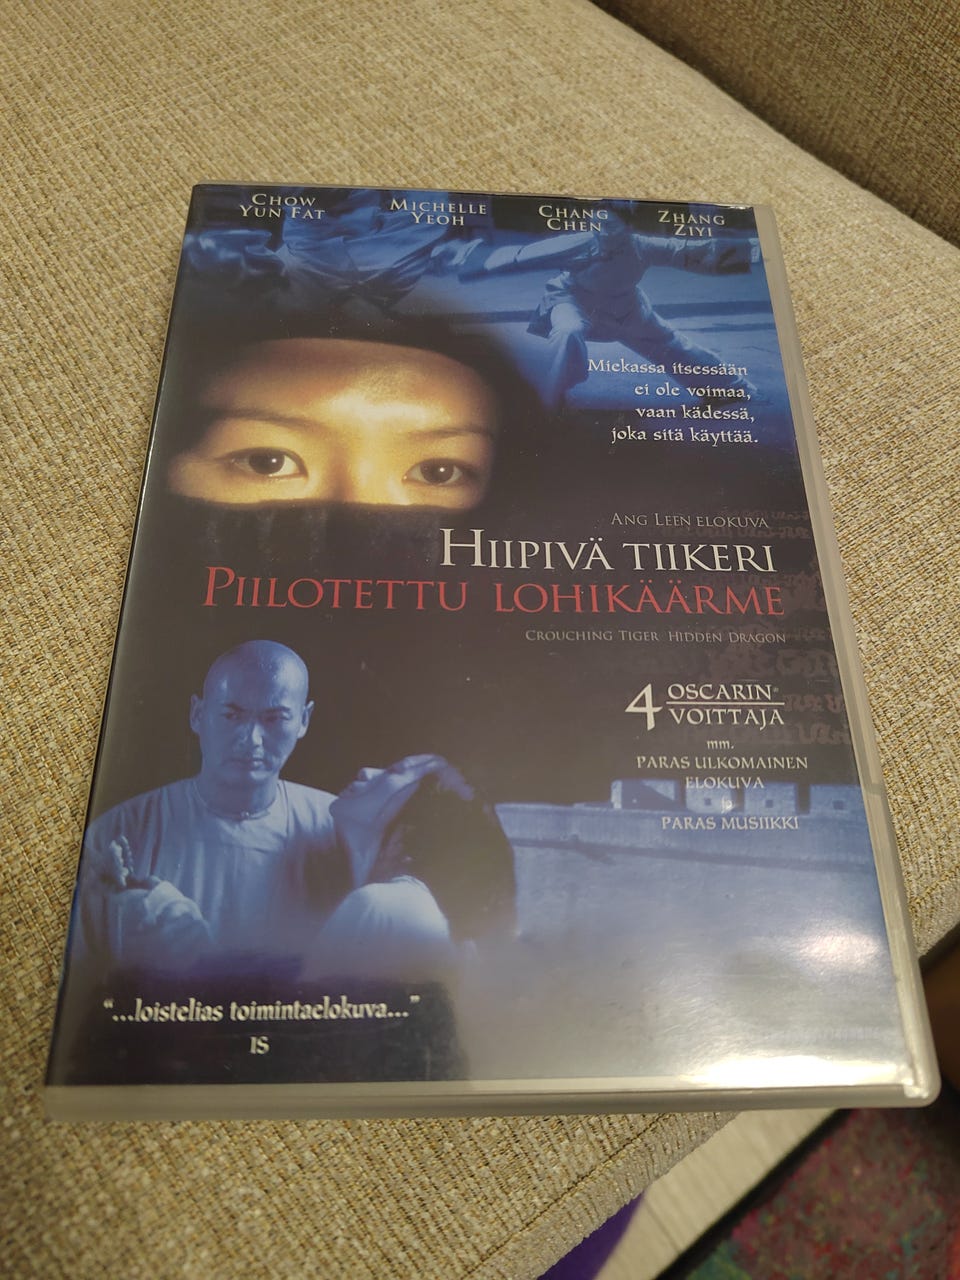 CHOW
YUN FAT
MICHELLE
YEOH
CHANG
CHEN
ZHANG
ZIYI
Miekassa itsessään
ei ole voimaa,
vaan kädessä,
joka sitä käyttää.
ANG LEEN ELOKUVA
HIIPIVÄ TIIKERI
PIILOTETTU LOHIKÄÄRME
CROUCHING TIGER HIDDEN DRAGON
4 OSCARIN®
VOITTAJA
mm.
PARAS ULKOMAINEN
ELOKUVA
ja
PARAS MUSIIKKI
"...loistelias toimintaelokuva..."
IS